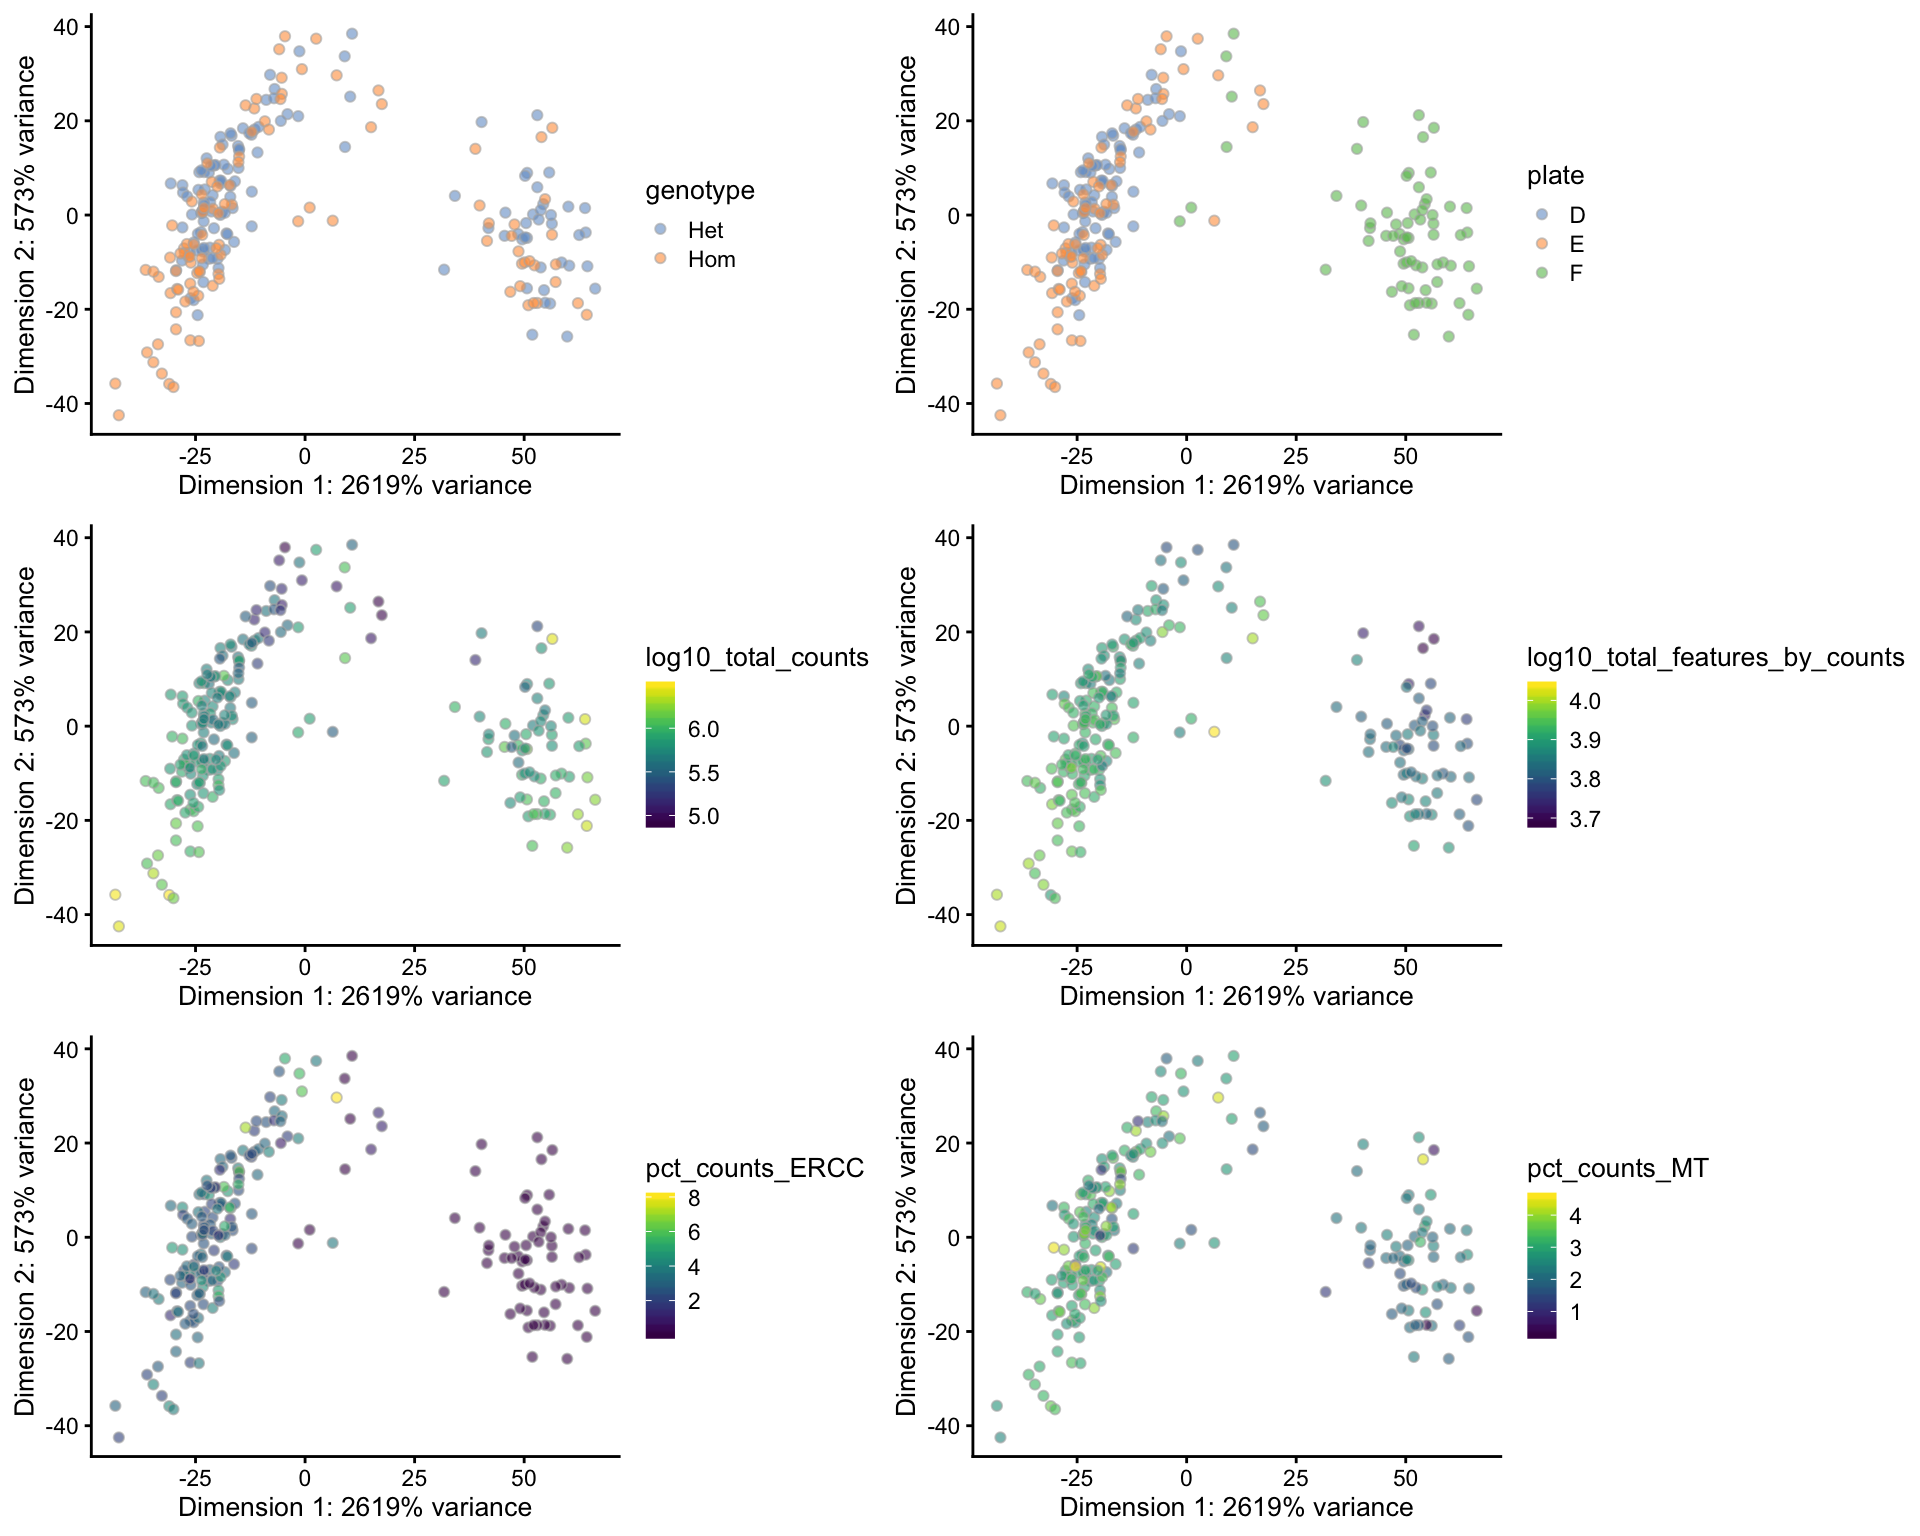 40
20
0
-20
-40
Dimension 2: 573% variance
-25 0 25 50
Dimension 1: 2619% variance
genotype
Het
Hom
40
20
0
-20
-40
Dimension 2: 573% variance
-25 0 25 50
Dimension 1: 2619% variance
plate
D
E
F
40
20
0
-20
-40
Dimension 2: 573% variance
-25 0 25 50
Dimension 1: 2619% variance
log10_total_counts
6.0
5.5
5.0
40
20
0
-20
-40
Dimension 2: 573% variance
-25 0 25 50
Dimension 1: 2619% variance
log10_total_features_by_counts
4.0
3.9
3.8
3.7
40
20
0
-20
-40
Dimension 2: 573% variance
-25 0 25 50
Dimension 1: 2619% variance
pct_counts_ERCC
8
6
4
2
40
20
0
-20
-40
Dimension 2: 573% variance
-25 0 25 50
Dimension 1: 2619% variance
pct_counts_MT
4
3
2
1